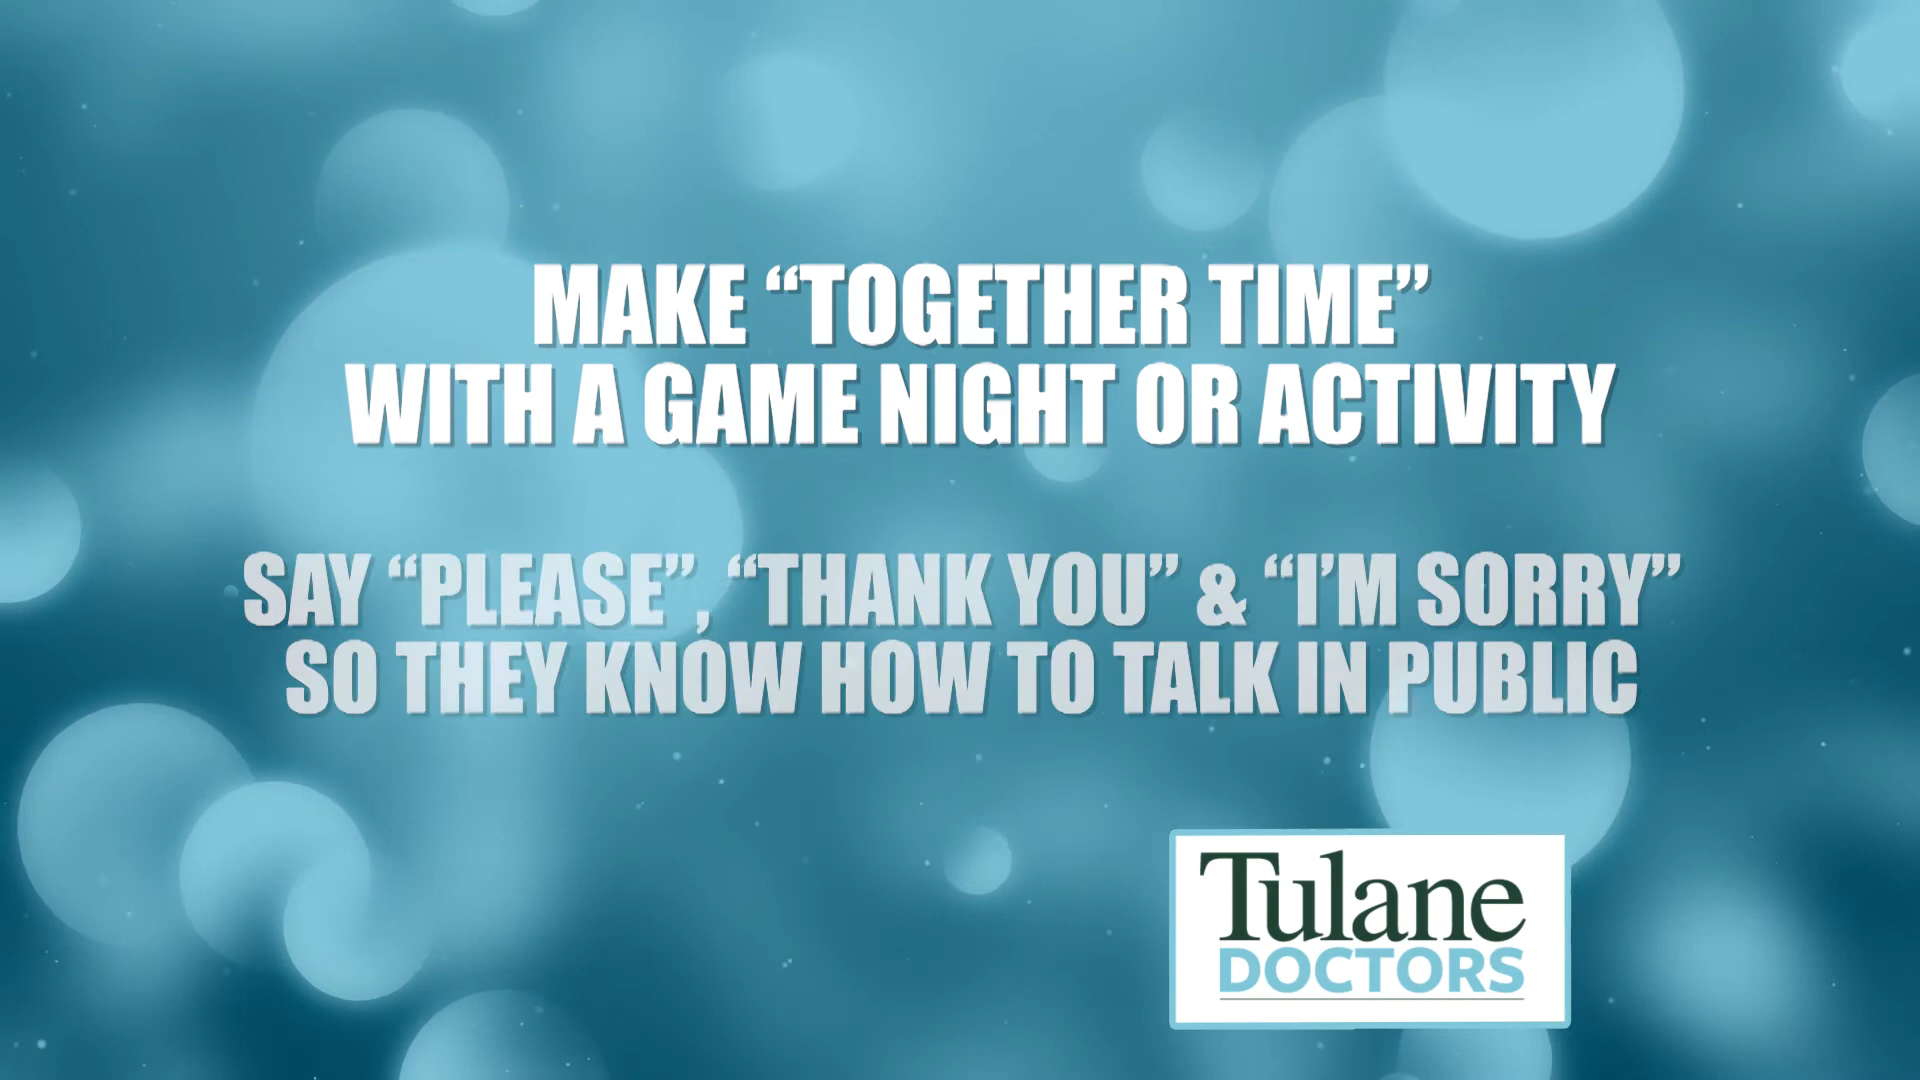 MAKE “TOGETHER TIME”
WITH A GAME NIGHT OR ACTIVITY
SAY “PLEASE”, “THANK YOU” & “I’M SORRY”
SO THEY KNOW HOW TO TALK IN PUBLIC
Tulane
DOCTORS